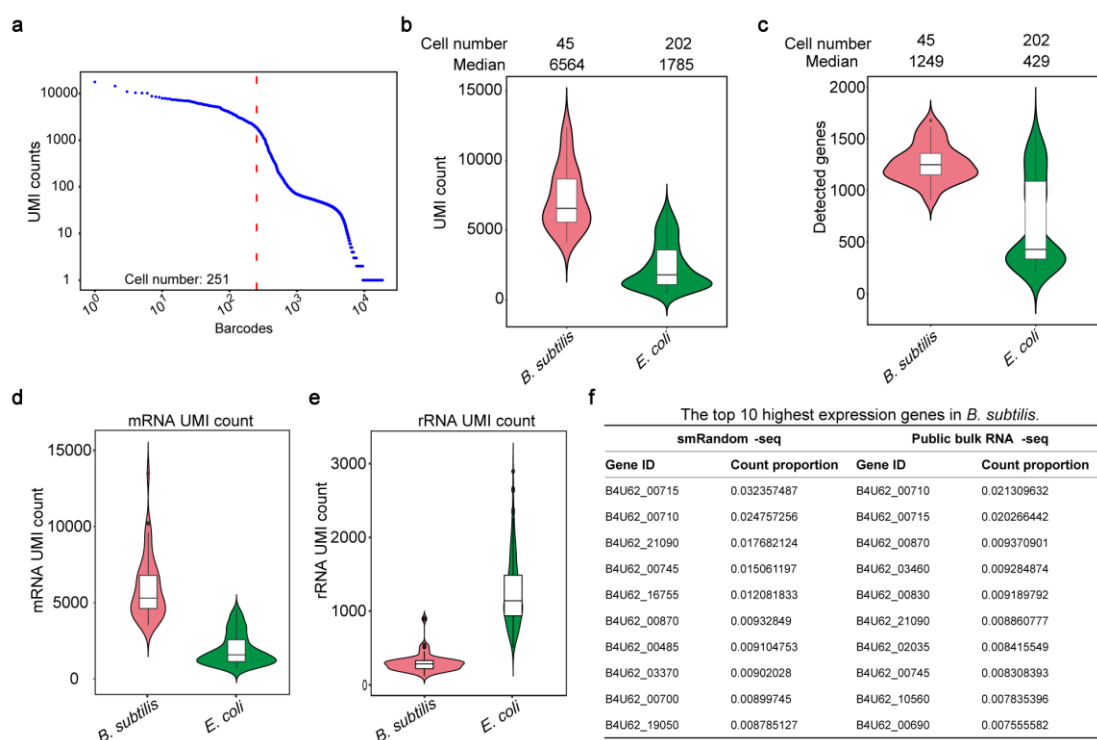 a
UMI counts
10000
1000
100
10
1
Cell number: 251
10^0
10^1
10^2
10^3
10^4
Barcodes
b
Cell number 45 202
Median 6564 1785
UMI count
15000
10000
5000
0
B. subtilis
E. coli
c
Cell number 45 202
Median 1249 429
Detected genes
2000
1500
1000
500
0
B. subtilis
E. coli
d
mRNA UMI count
mRNA UMI count
15000
10000
5000
0
B. subtilis
E. coli
e
rRNA UMI count
rRNA UMI count
3000
2000
1000
0
B. subtilis
E. coli
f
The top 10 highest expression genes in B. subtilis.
smRandom -seq Public bulk RNA -seq
Gene ID Count proportion Gene ID Count proportion
B4U62_00715 0.032357487 B4U62_00710 0.021309632
B4U62_00710 0.024757256 B4U62_00715 0.020266442
B4U62_21090 0.017682124 B4U62_00870 0.009370901
B4U62_00745 0.015061197 B4U62_03460 0.009284874
B4U62_16755 0.012081833 B4U62_00830 0.009189792
B4U62_00870 0.00932849 B4U62_21090 0.008860777
B4U62_00485 0.009104753 B4U62_02035 0.008415549
B4U62_03370 0.00902028 B4U62_00745 0.008308393
B4U62_00700 0.00899745 B4U62_10560 0.007835396
B4U62_19050 0.008785127 B4U62_00690 0.007555582